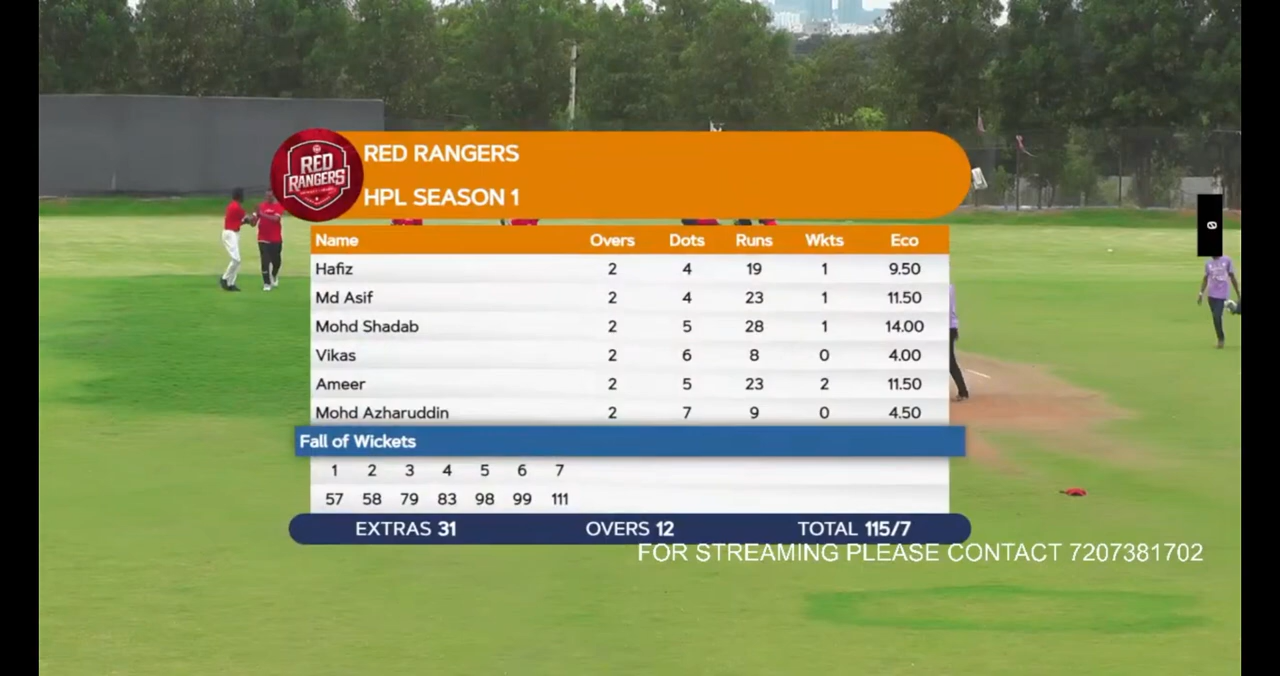 RED RANGERS
HPL SEASON 1
RED
RANGERS
Name Overs Dots Runs Wkts Eco
Hafiz 2 4 19 1 9.50
Md Asif 2 4 23 1 11.50
Mohd Shadab 2 5 28 1 14.00
Vikas 2 6 8 0 4.00
Ameer 2 5 23 2 11.50
Mohd Azharuddin 2 7 9 0 4.50
Fall of Wickets
1 2 3 4 5 6 7
57 58 79 83 98 99 111
EXTRAS 31 OVERS 12 TOTAL 115/7
FOR STREAMING PLEASE CONTACT 7207381702
0